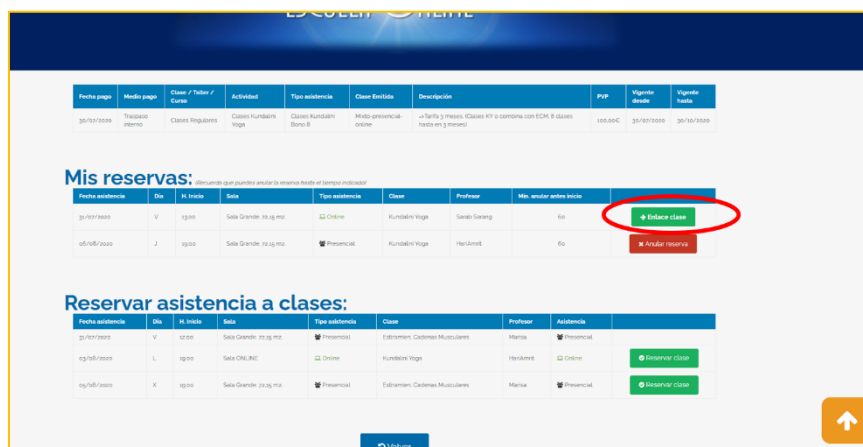 Fecha pago Medio pago Clase / Taller / Curso Actividad Tipo asistencia Clase Emitida Descripción PVP Vigente desde Vigente hasta
30/07/2020 Traspaso interno Clases Regulares Clases Kundalini Yoga Clases Kundalini Bono 8 Mixto-presencial-online ->Tarifa 3 meses. (Clases KY o combina con ECM. 8 clases hasta en 3 meses) 100,00€ 30/07/2020 30/10/2020
Mis reservas: (Recuerda que puedes anular la reserva hasta el tiempo indicado)
Fecha asistencia Día H. Inicio Sala Tipo asistencia Clase Profesor Min. anular antes inicio
31/07/2020 V 13:00 Sala Grande: 22,15 m2. Online Kundalini Yoga Sarab Sarang 60 Enlace clase
06/08/2020 J 19:00 Sala Grande: 22,15 m2. Presencial Kundalini Yoga HariAmrit 60 Anular reserva
Reservar asistencia a clases:
Fecha asistencia Día H. Inicio Sala Tipo asistencia Clase Profesor Asistencia
31/07/2020 V 12:00 Sala Grande: 22,15 m2. Presencial Estiramien. Cadenas Musculares Marisa Presencial
03/08/2020 L 19:00 Sala ONLINE Online Kundalini Yoga HariAmrit Online Reservar clase
05/08/2020 X 19:00 Sala Grande: 22,15 m2. Presencial Estiramien. Cadenas Musculares Marisa Presencial Reservar clase
Volver